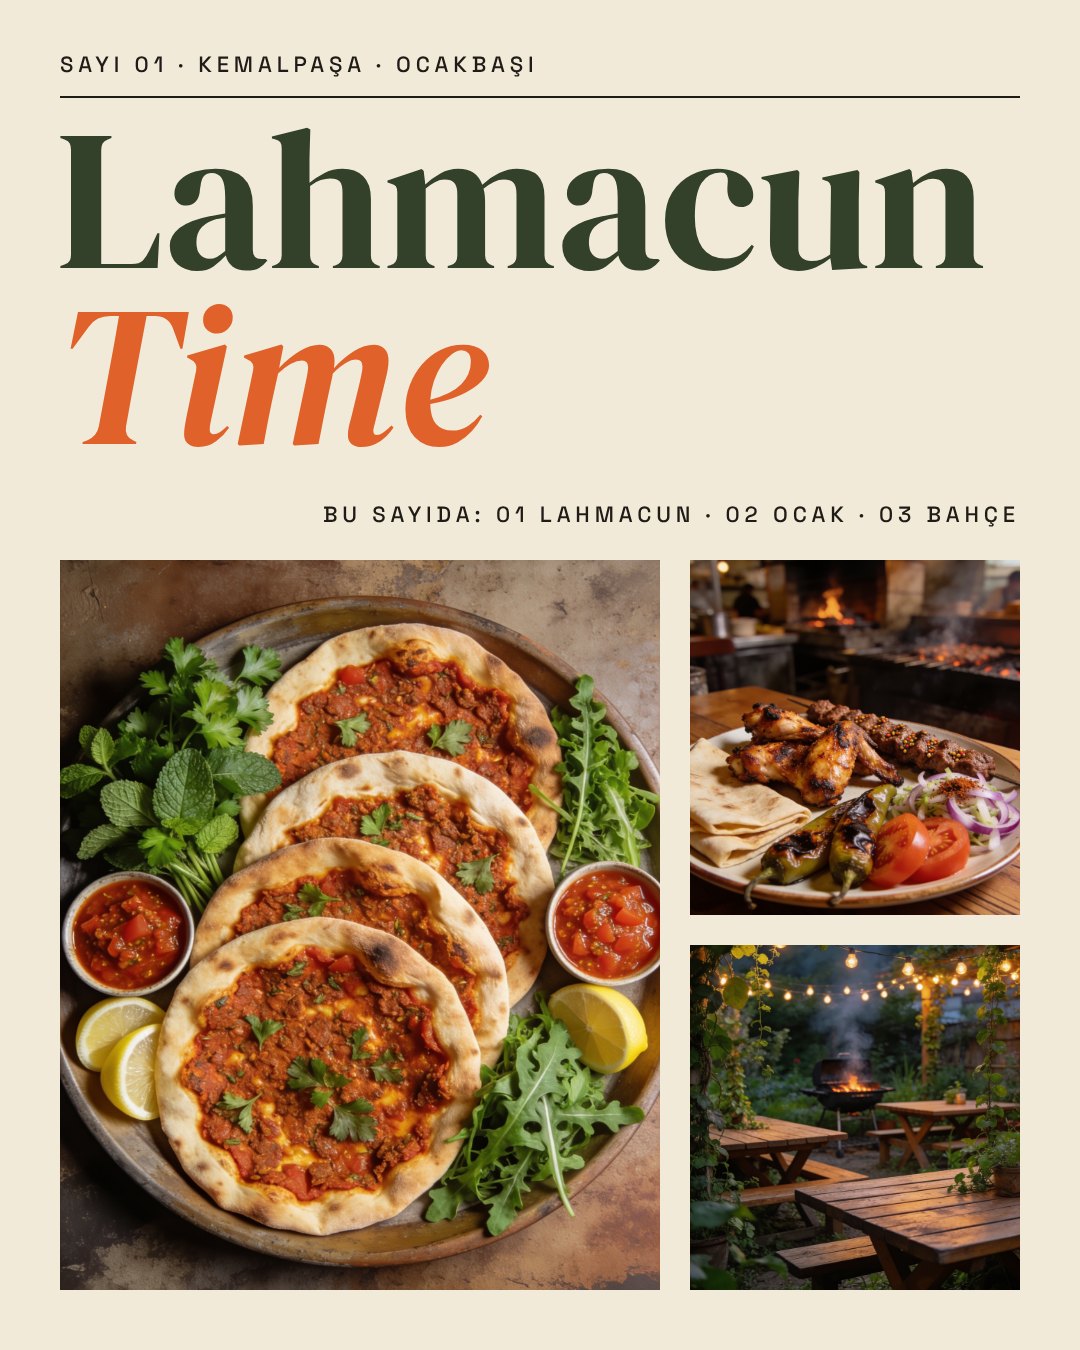 SAYI 01 · KEMALPAŞA · OCAKBAŞI
Lahmacun
Time
BU SAYIDA: 01 LAHMACUN · 02 OCAK · 03 BAHÇE